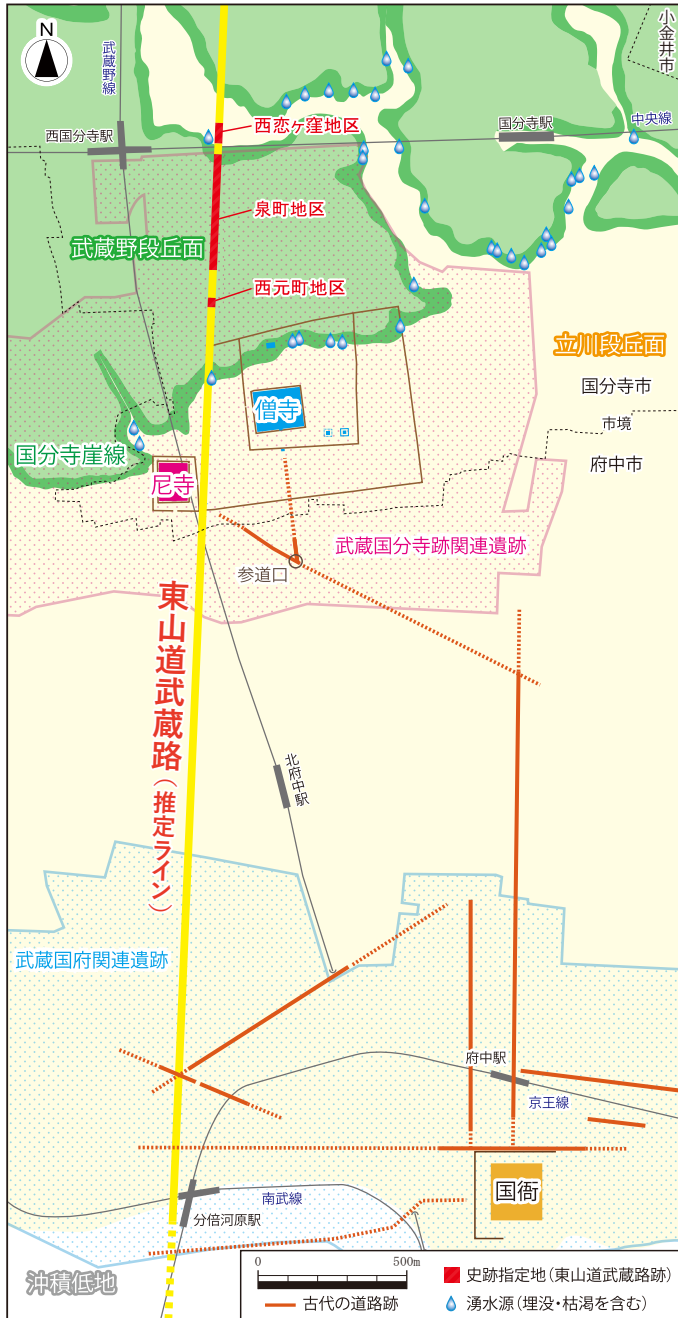 N
武蔵野線
小金井市
西国分寺駅
西恋ヶ窪地区
国分寺駅
中央線
泉町地区
武蔵野段丘面
西元町地区
立川段丘面
国分寺市
市境
府中市
僧寺
国分寺崖線
尼寺
武蔵国分寺跡関連遺跡
参道口
東山道武蔵路(推定ライン)
北府中駅
武蔵国府関連遺跡
府中駅
京王線
国衙
南武線
分倍河原駅
沖積低地
0 500m
史跡指定地(東山道武蔵路跡)
古代の道路跡
湧水源(埋没・枯渇を含む)